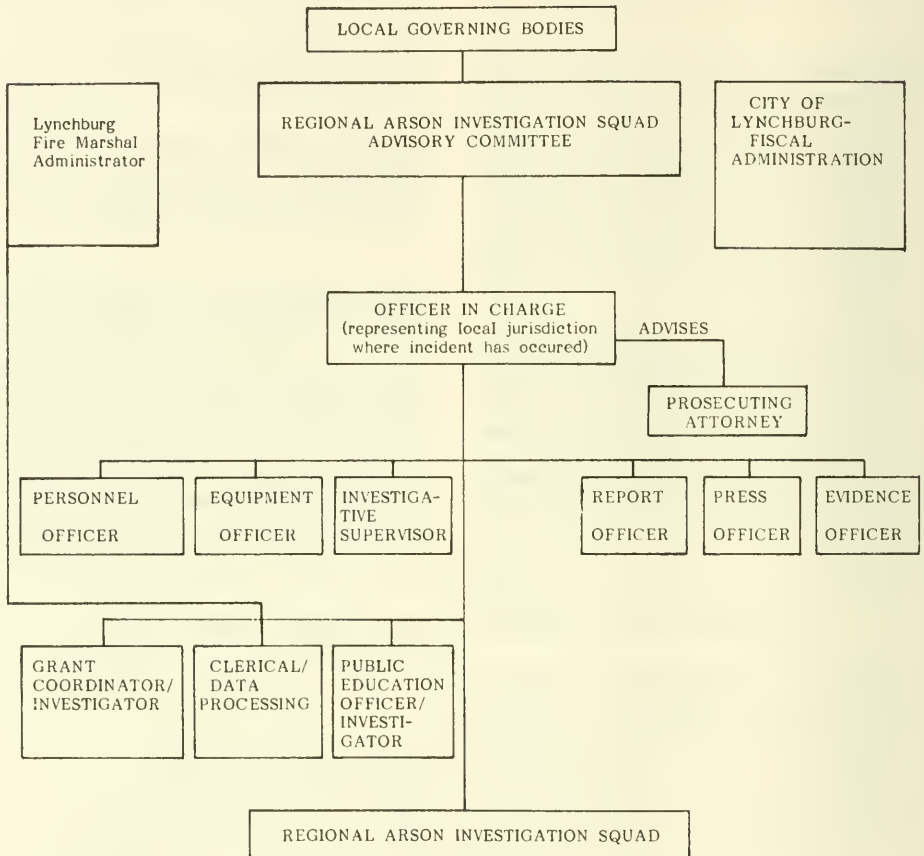 LOCAL GOVERNING BODIES
Lynchburg
Fire Marshal
Administrator
REGIONAL ARSON INVESTIGATION SQUAD
ADVISORY COMMITTEE
CITY OF
LYNCHBURG-
FISCAL
ADMINISTRATION
OFFICER IN CHARGE
(representing local jurisdiction
where incident has occured)
ADVISES
PROSECUTING
ATTORNEY
PERSONNEL
OFFICER
EQUIPMENT
OFFICER
INVESTIGA-
TIVE
SUPERVISOR
REPORT
OFFICER
PRESS
OFFICER
EVIDENCE
OFFICER
GRANT
COORDINATOR/
INVESTIGATOR
CLERICAL/
DATA
PROCESSING
PUBLIC
EDUCATION
OFFICER/
INVESTI-
GATOR
REGIONAL ARSON INVESTIGATION SQUAD